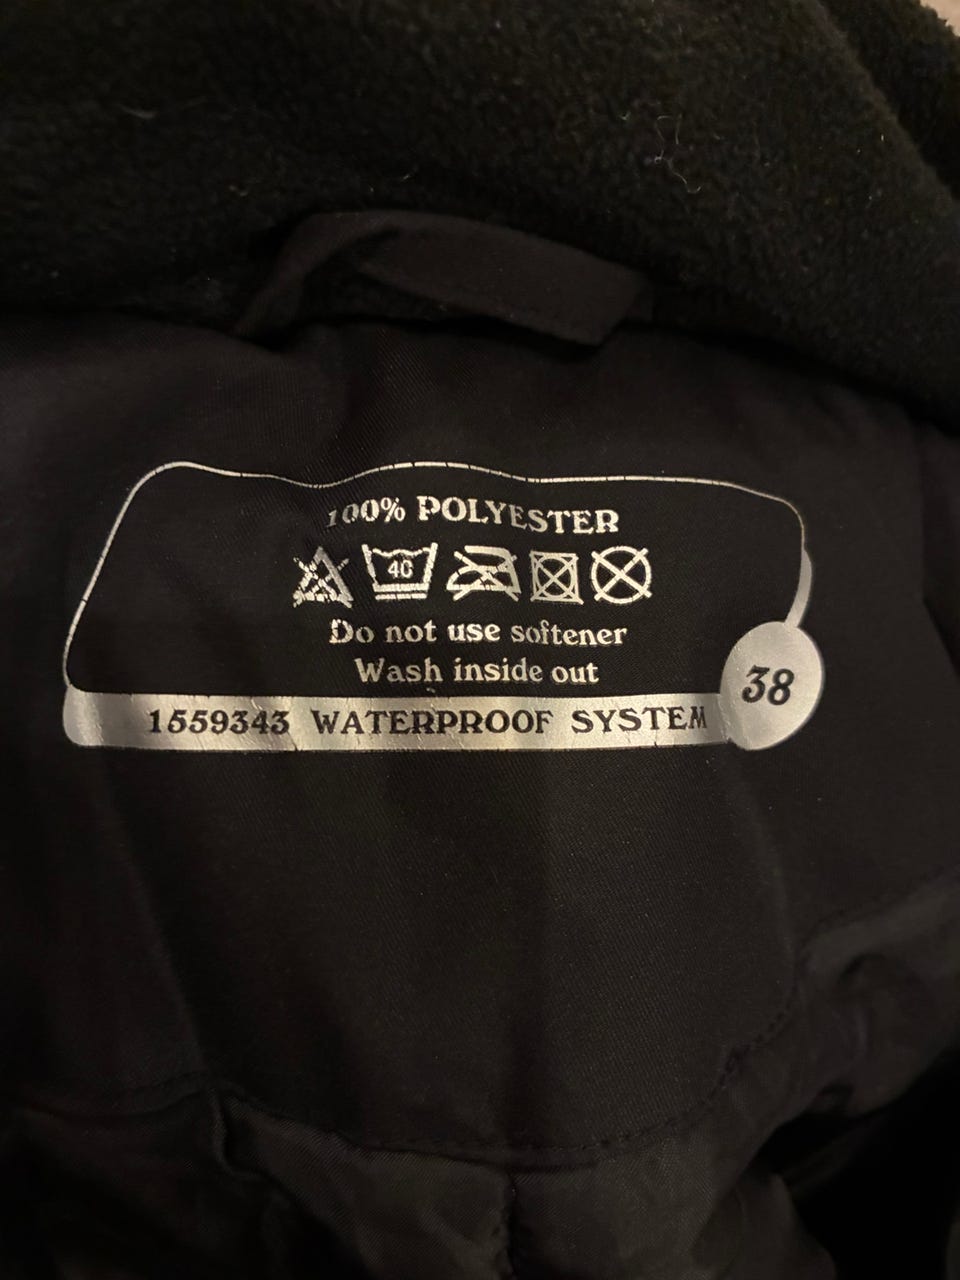 100% POLYESTER
40
Do not use softener
Wash inside out
1559343 WATERPROOF SYSTEM
38